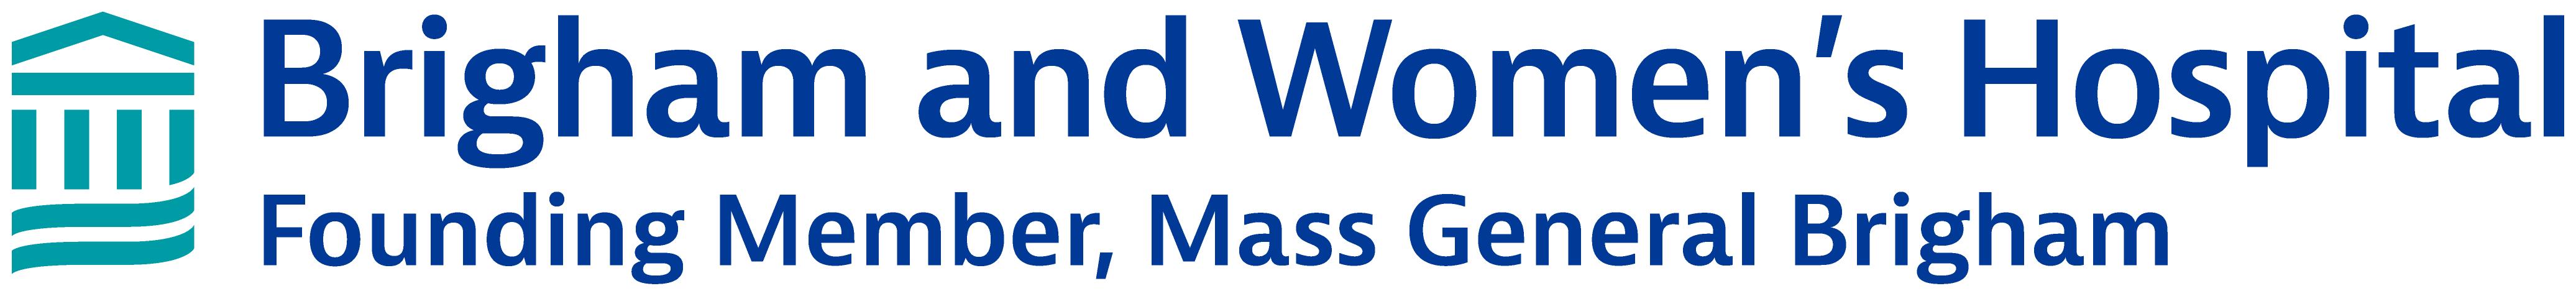 Brigham and Women’s Hospital
Founding Member, Mass General Brigham